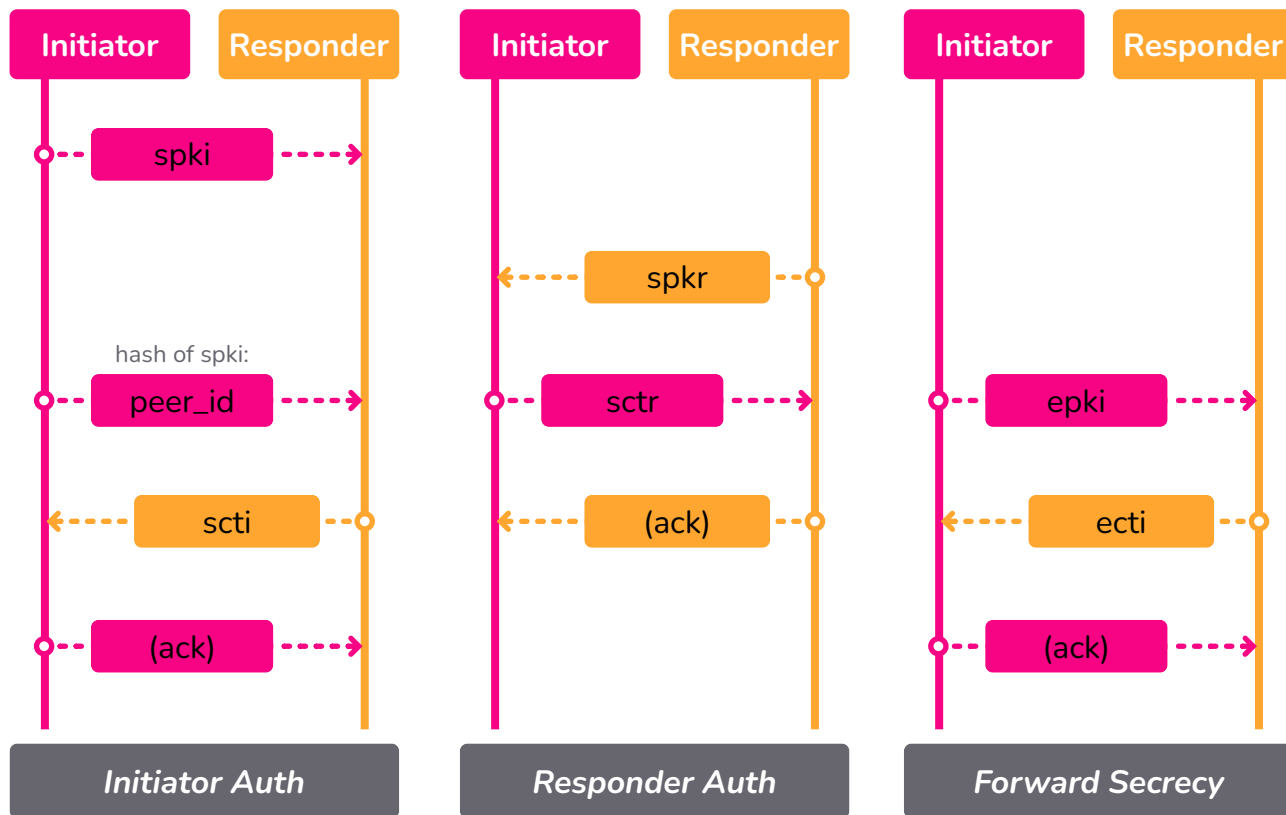 Initiator
Responder
spki
hash of spki:
peer_id
scti
(ack)
Initiator Auth
Initiator
Responder
spkr
sctr
(ack)
Responder Auth
Initiator
Responder
epki
ecti
(ack)
Forward Secrecy